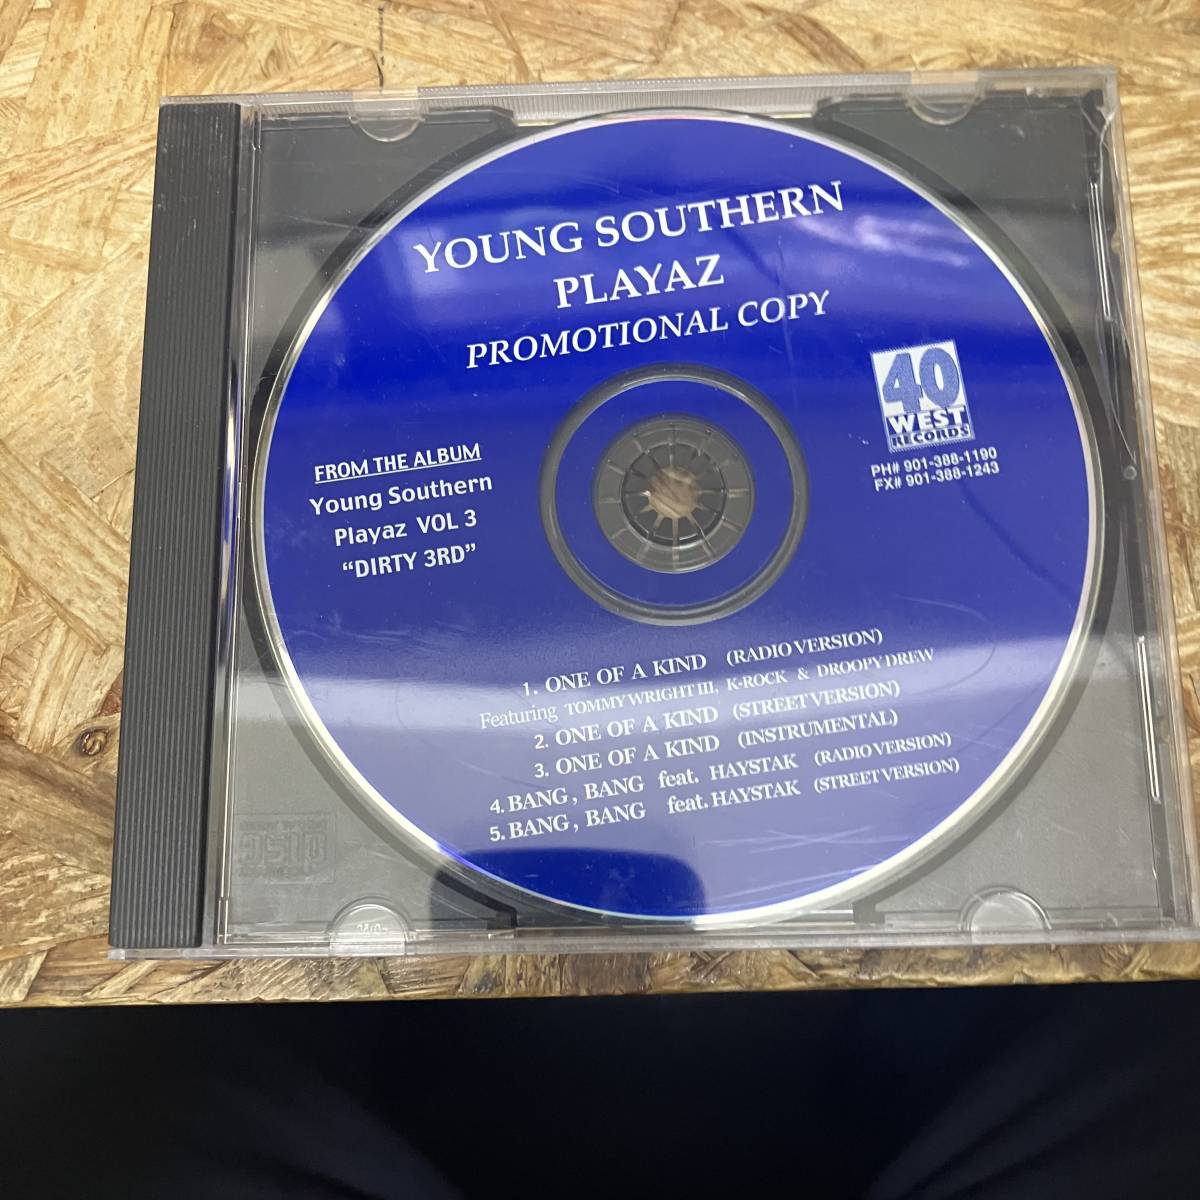 YOUNG SOUTHERN
PLAYAZ
PROMOTIONAL COPY
40
WEST
RECORDS
PH# 901-388-1190
FX# 901-388-1243
FROM THE ALBUM
Young Southern
Playaz VOL 3
“DIRTY 3RD”
1. ONE OF A KIND (RADIO VERSION)
Featuring TOMMY WRIGHT III, K-ROCK & DROOPY DREW
2. ONE OF A KIND (STREET VERSION)
3. ONE OF A KIND (INSTRUMENTAL)
4. BANG, BANG feat. HAYSTAK (RADIO VERSION)
5. BANG, BANG feat. HAYSTAK (STREET VERSION)